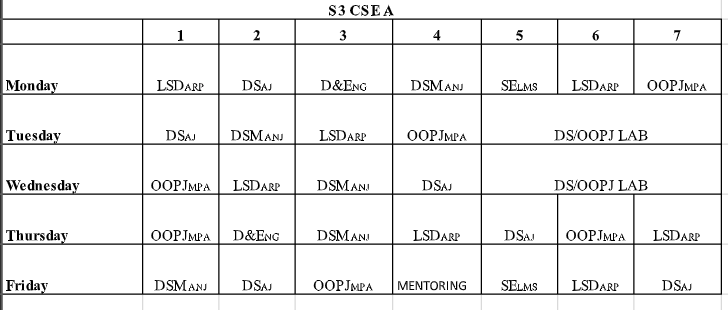 S3 CSE A
1 2 3 4 5 6 7
Monday LSDARP DSAJ D&ENG DSMANJ SELMS LSDARP OOPJMPA
Tuesday DSAJ DSMANJ LSDARP OOPJMPA DS/OOPJ LAB
Wednesday OOPJMPA LSDARP DSMANJ DSAJ DS/OOPJ LAB
Thursday OOPJMPA D&ENG DSMANJ LSDARP DSAJ OOPJMPA LSDARP
Friday DSMANJ DSAJ OOPJMPA MENTORING SELMS LSDARP DSAJ